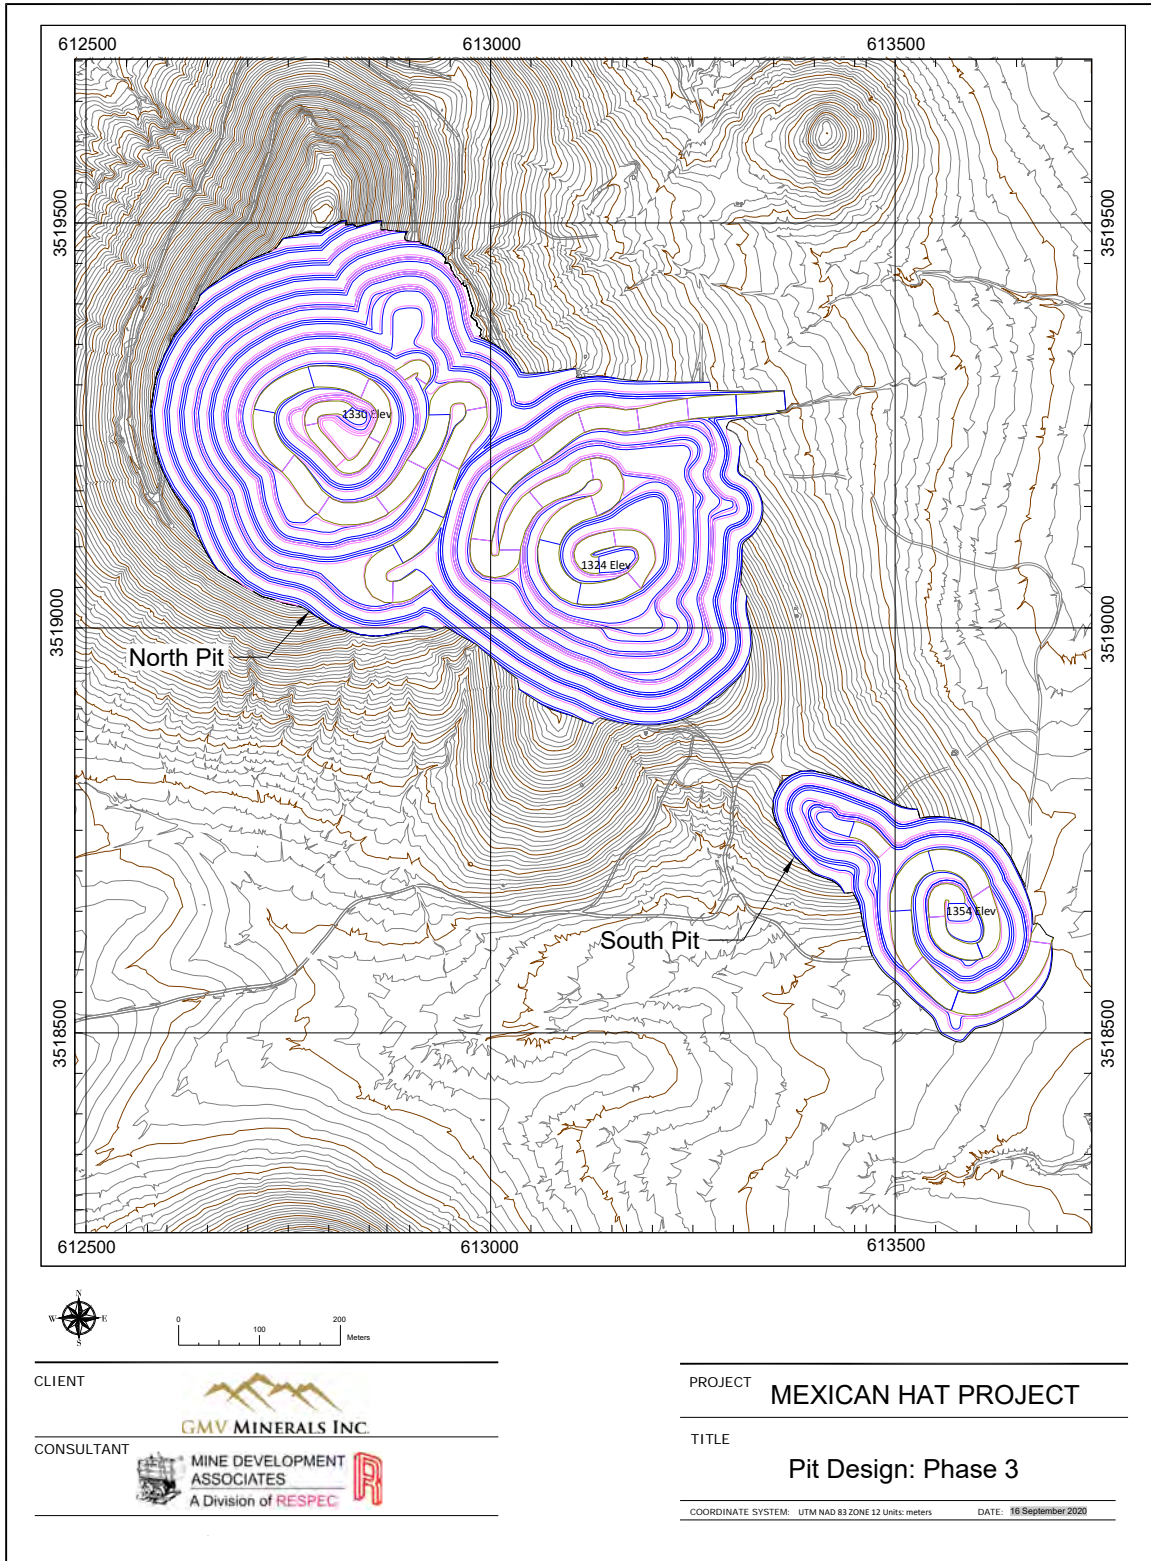 612500 613000 613500
3519500 3519500
1330 Elev
1324 Elev
3519000 3519000
North Pit
1354 Elev
South Pit
3518500 3518500
612500 613000 613500
N
W E
S
0 100 200
Meters
CLIENT
GMV MINERALS INC.
CONSULTANT
MINE DEVELOPMENT
ASSOCIATES
A Division of RESPEC
R
PROJECT MEXICAN HAT PROJECT
TITLE
Pit Design: Phase 3
COORDINATE SYSTEM: UTM NAD 83 ZONE 12 Units: meters DATE: 16 September 2020